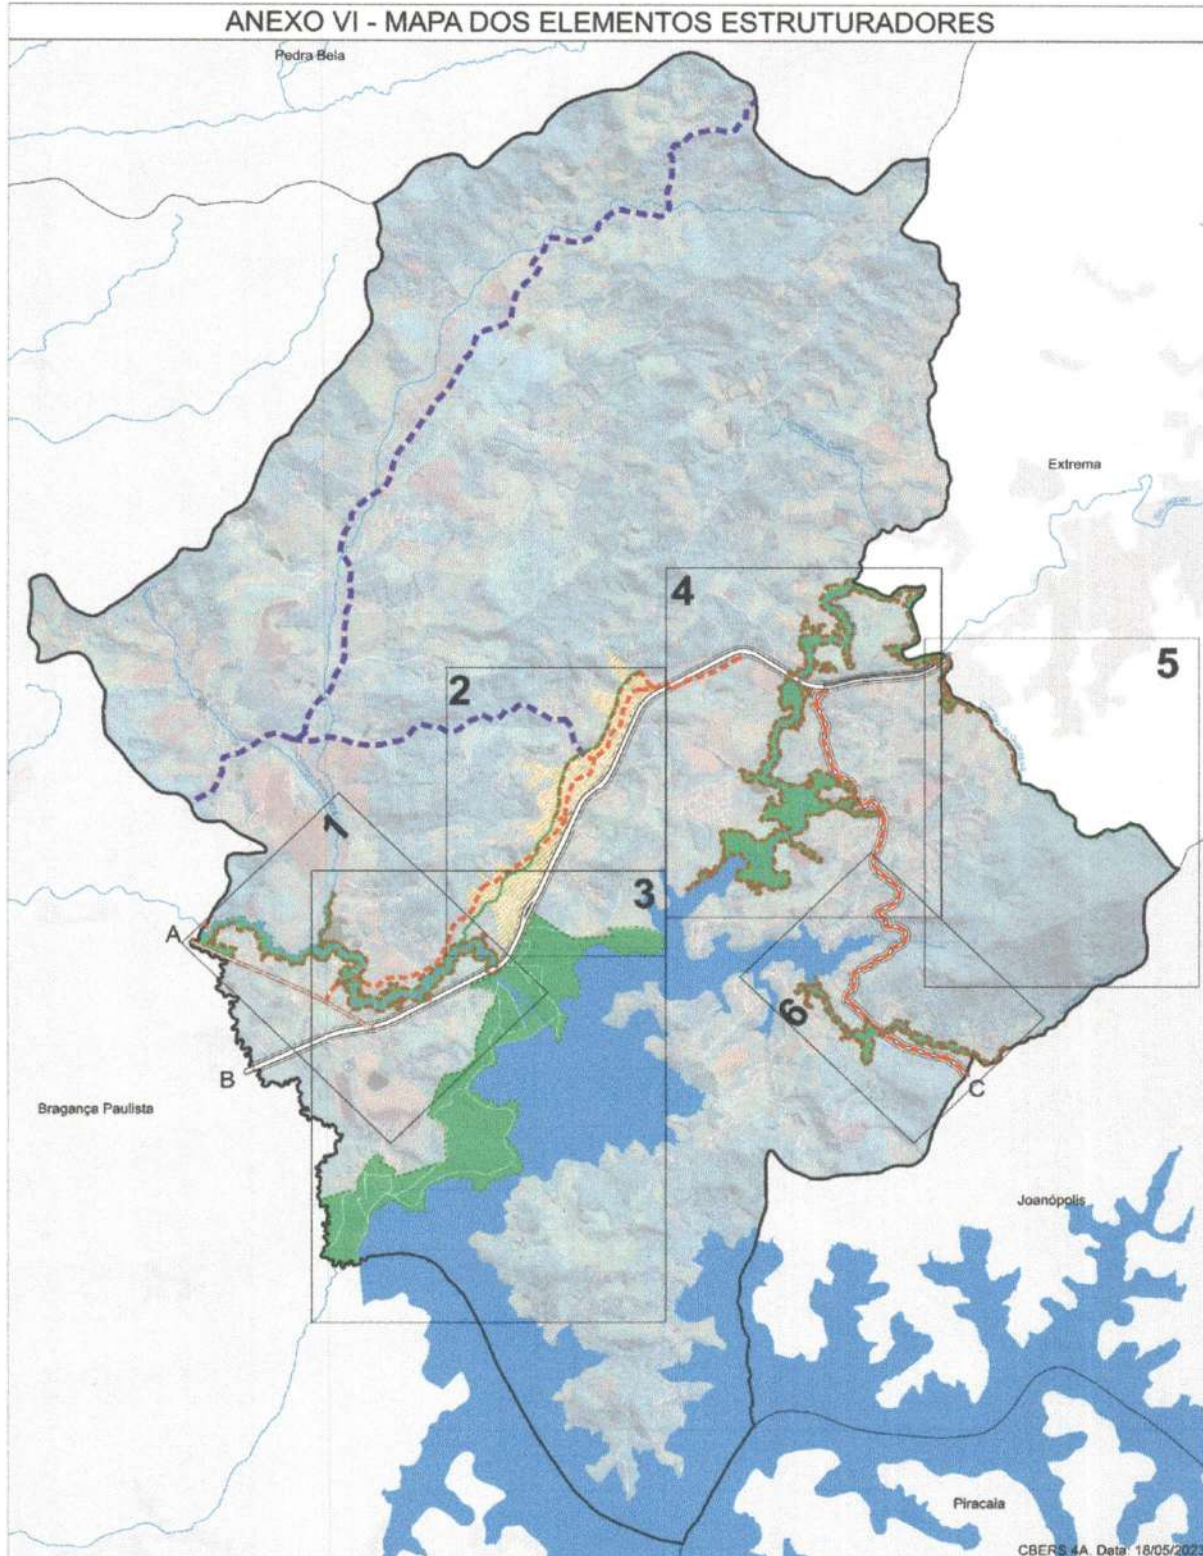 ANEXO VI - MAPA DOS ELEMENTOS ESTRUTURADORES
Pedra Bela
Extrema
4
5
2
1
3
A
6
B
C
Bragança Paulista
Joanópolis
Piracaia
CBERS 4A. Data: 18/05/202